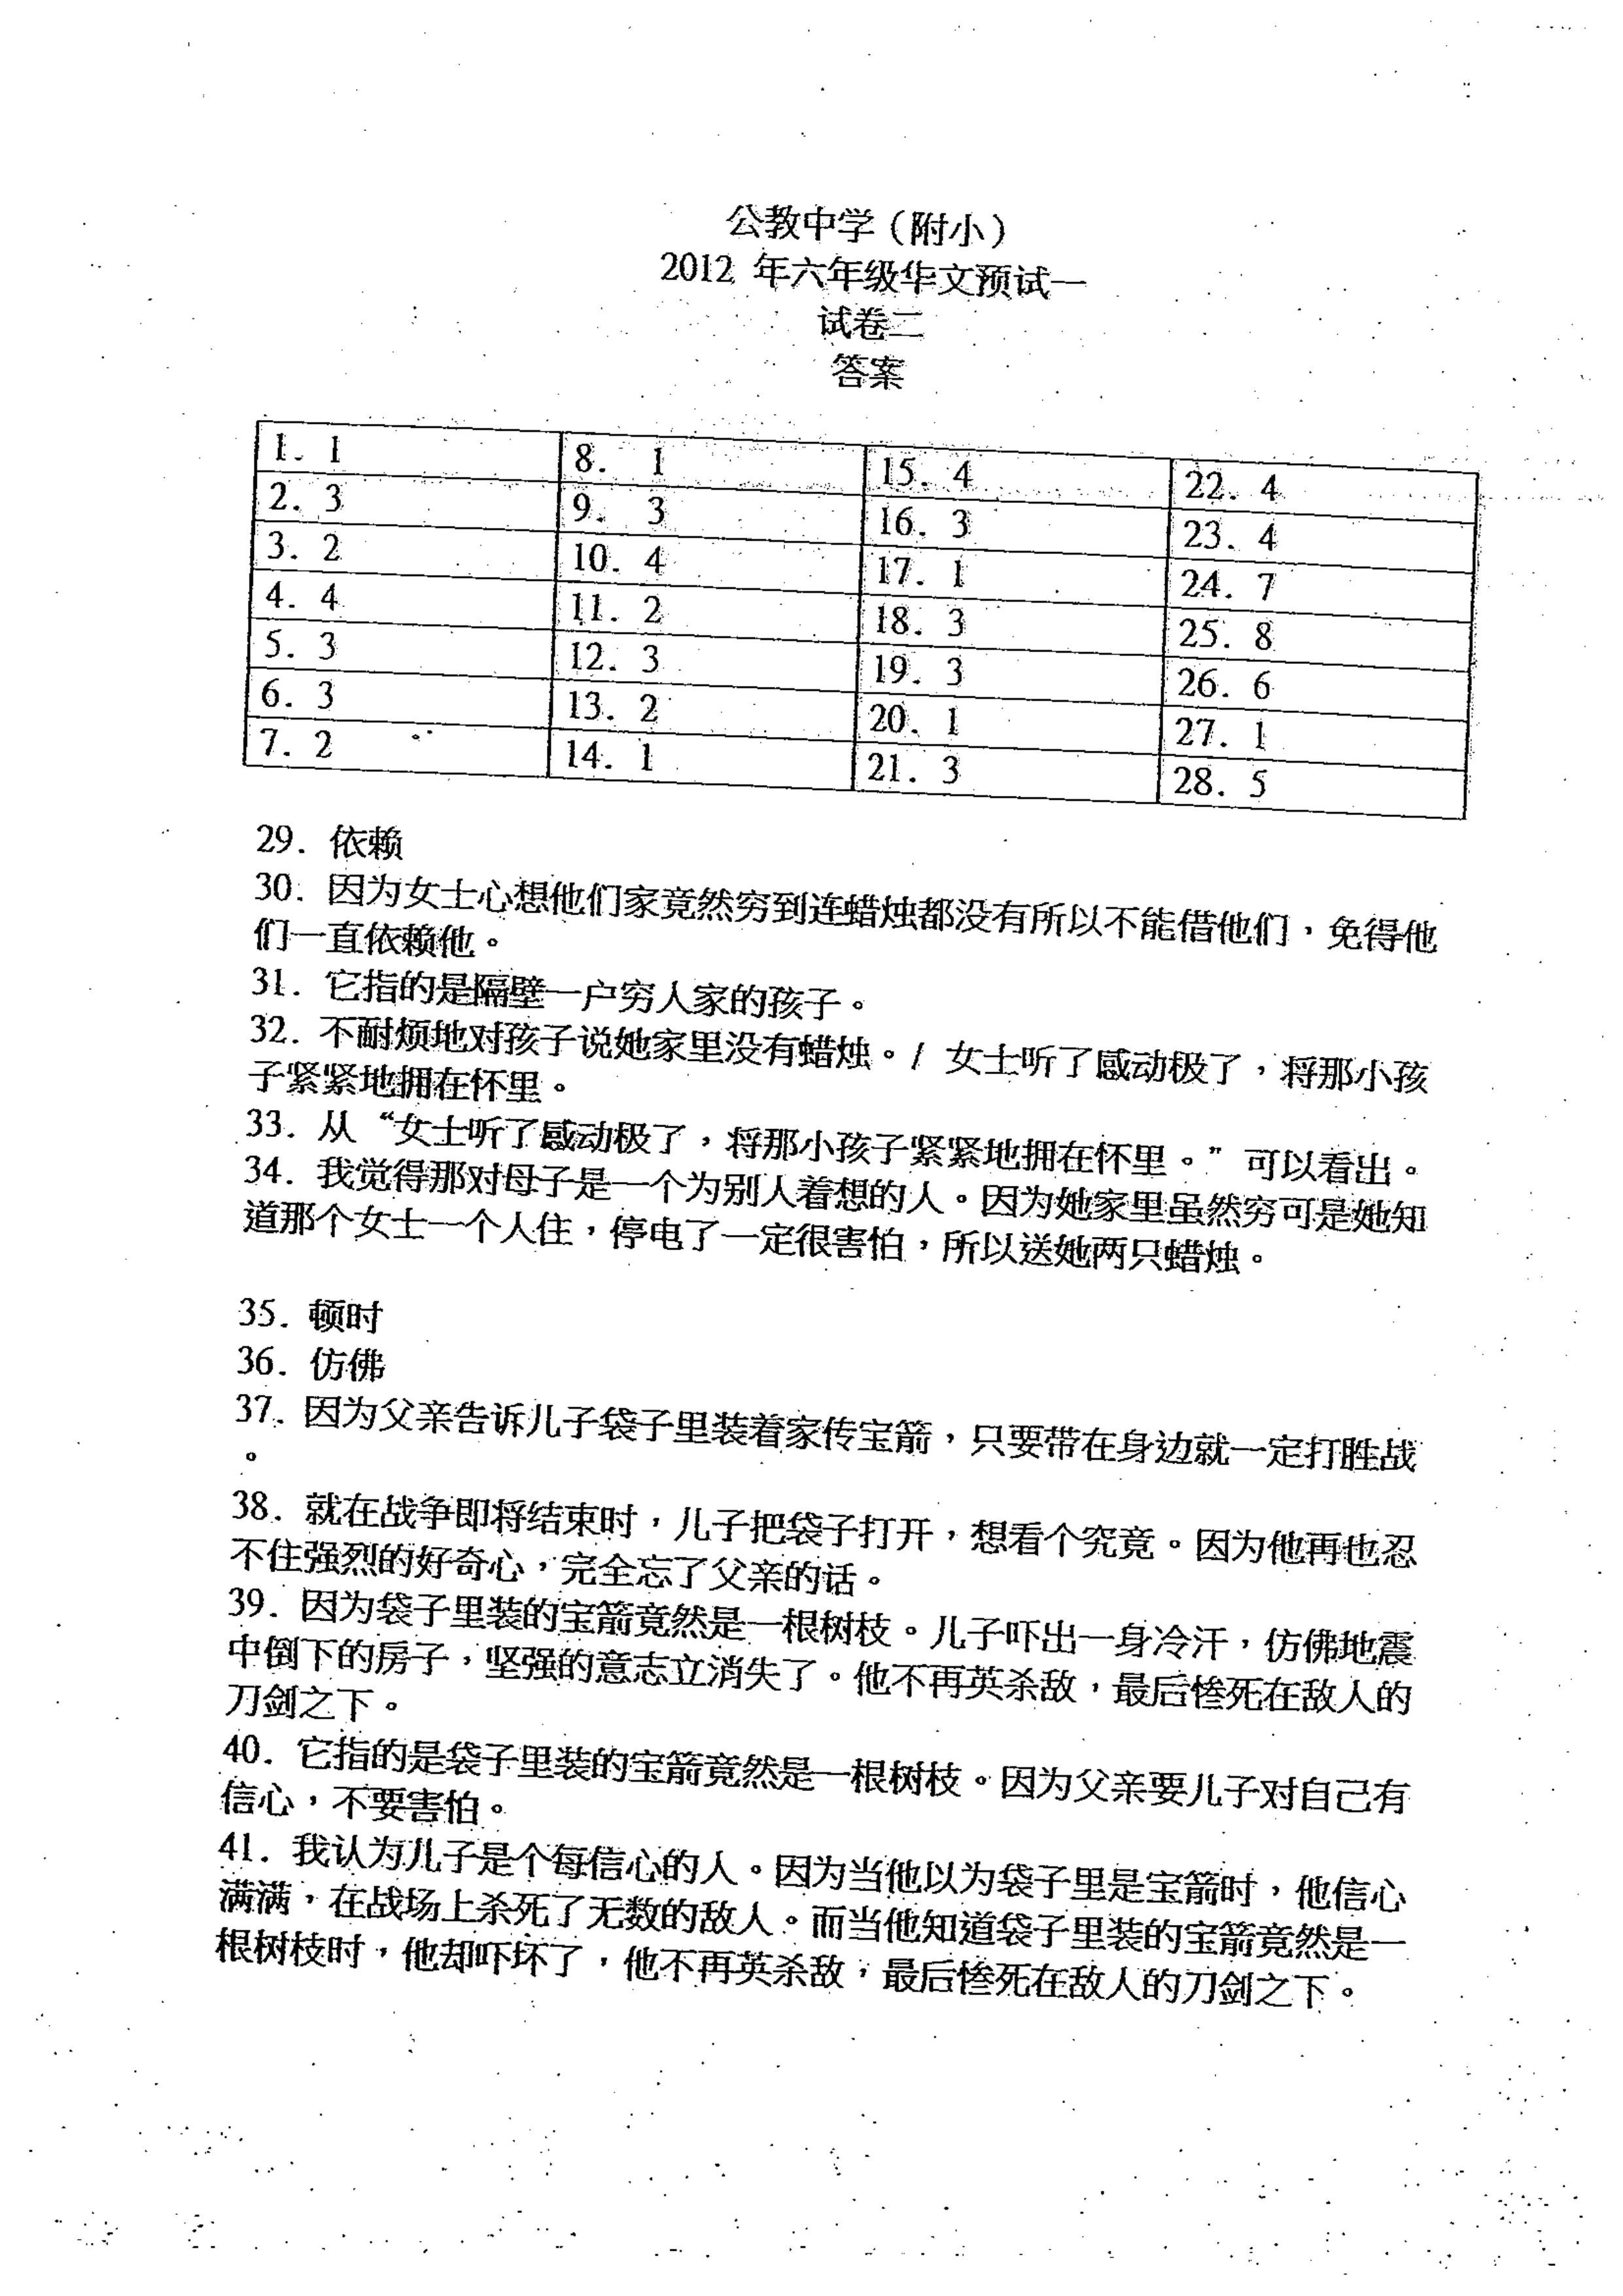 公教中学（附小）
2012 年六年级华文预试一
试卷二
答案
1. 1 8. 1 15. 4 22. 4
2. 3 9. 3 16. 3 23. 4
3. 2 10. 4 17. 1 24. 7
4. 4 11. 2 18. 3 25. 8
5. 3 12. 3 19. 3 26. 6
6. 3 13. 2 20. 1 27. 1
7. 2 14. 1 21. 3 28. 5
29. 依赖
30. 因为女士心想他们家竟然穷到连蜡烛都没有所以不能借他们，免得他
们一直依赖他。
31. 它指的是隔壁一户穷人家的孩子。
32. 不耐烦地对孩子说她家里没有蜡烛。/ 女士听了感动极了，将那小孩
子紧紧地拥在怀里。
33. 从“女士听了感动极了，将那小孩子紧紧地拥在怀里。”可以看出。
34. 我觉得那对母子是一个为别人着想的人。因为她家里虽然穷可是她知
道那个女士一个人住，停电了一定很害怕，所以送她两只蜡烛。
35. 顿时
36. 仿佛
37. 因为父亲告诉儿子袋子里装着家传宝箭，只要带在身边就一定打胜战
。
38. 就在战争即将结束时，儿子把袋子打开，想看个究竟。因为他再也忍
不住强烈的好奇心，完全忘了父亲的话。
39. 因为袋子里装的宝箭竟然是一根树枝。儿子吓出一身冷汗，仿佛地震
中倒下的房子，坚强的意志立消失了。他不再英杀敌，最后惨死在敌人的
刀剑之下。
40. 它指的是袋子里装的宝箭竟然是一根树枝。因为父亲要儿子对自己有
信心，不要害怕。
41. 我认为儿子是个每信心的人。因为当他以为袋子里是宝箭时，他信心
满满，在战场上杀死了无数的敌人。而当他知道袋子里装的宝箭竟然是一
根树枝时，他却吓坏了，他不再英杀敌，最后惨死在敌人的刀剑之下。